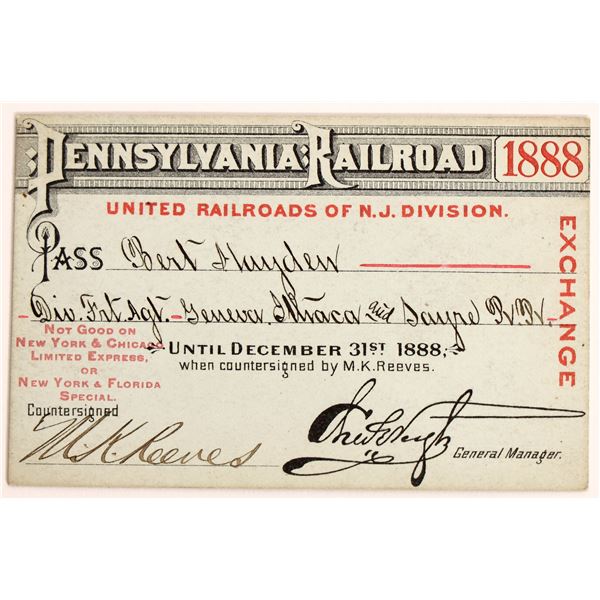 PENNSYLVANIA RAILROAD 1888
UNITED RAILROADS OF N.J. DIVISION.
PASS Bert Hayden
Div. Frt. Agt. Geneva Ithaca and Sayre R.R.
EXCHANGE
NOT GOOD ON
NEW YORK & CHICAGO
LIMITED EXPRESS,
OR
NEW YORK & FLORIDA
SPECIAL.
UNTIL DECEMBER 31ST 1888,
when countersigned by M.K. REEVES.
Countersigned
M.K. Reeves
General Manager.